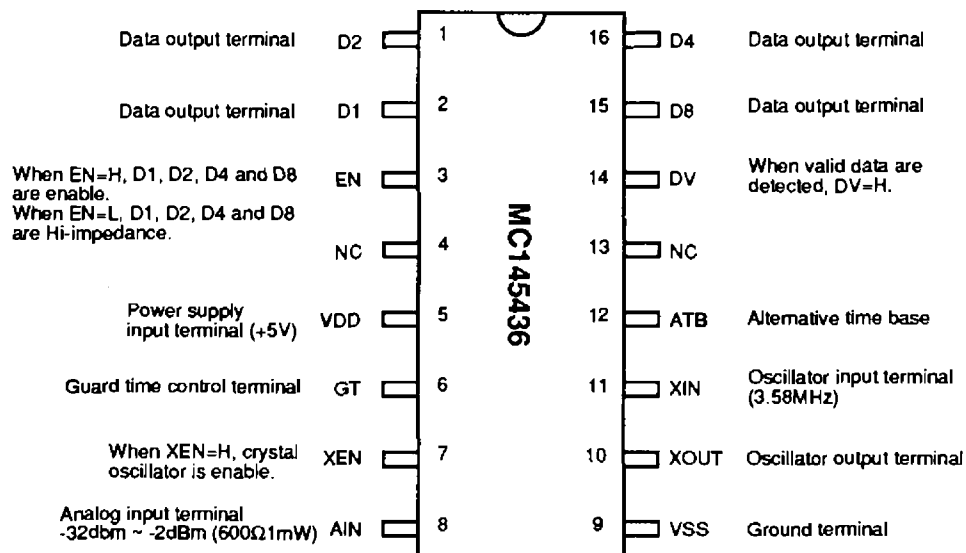 Data output terminal D2 1 16 D4 Data output terminal
Data output terminal D1 2 15 D8 Data output terminal
When EN=H, D1, D2, D4 and D8
are enable.
When EN=L, D1, D2, D4 and D8
are Hi-impedance.
EN 3 14 DV
When valid data are
detected, DV=H.
NC 4 13 NC
MC145436
Power supply
input terminal (+5V)
VDD 5 12 ATB Alternative time base
Guard time control terminal GT 6 11 XIN
Oscillator input terminal
(3.58MHz)
When XEN=H, crystal
oscillator is enable.
XEN 7 10 XOUT Oscillator output terminal
Analog input terminal
-32dbm ~ -2dBm (600Ω1mW) AIN 8 9 VSS Ground terminal